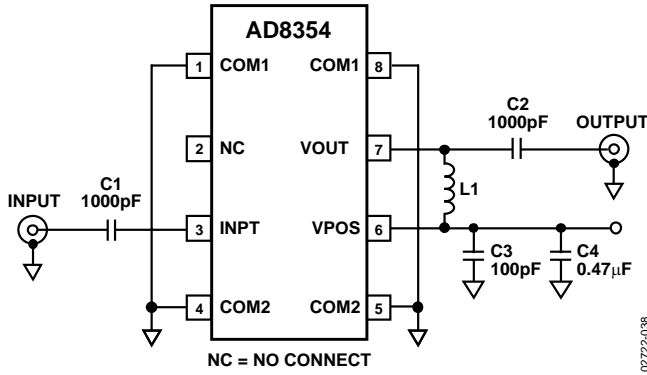 AD8354
1 COM1
COM1 8
2 NC
VOUT 7
3 INPT
VPOS 6
4 COM2
COM2 5
INPUT
C1
1000pF
C2
1000pF
OUTPUT
L1
C3
100pF
C4
0.47μF
NC = NO CONNECT
02722-038